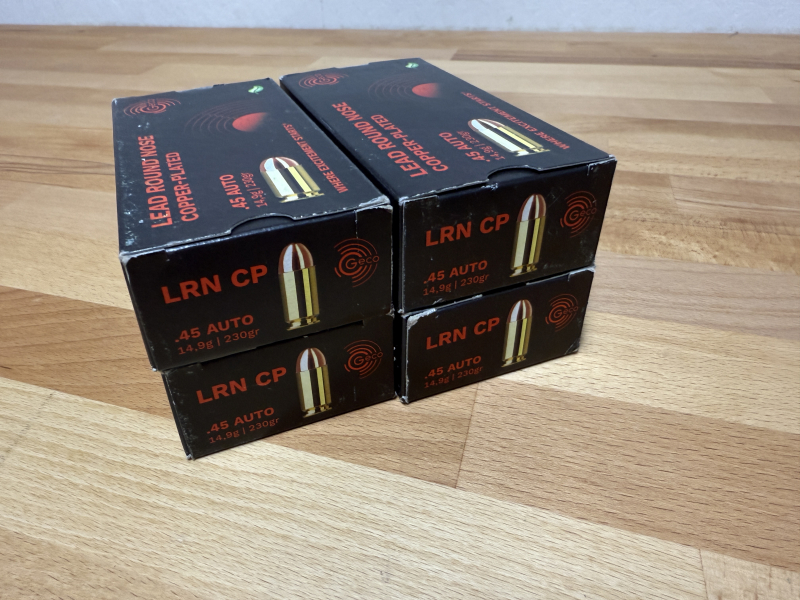 LEAD ROUND NOSE
COPPER-PLATED
.45 AUTO
14,9g | 230gr
WHERE EXCITEMENT STARTS
LEAD ROUND NOSE
COPPER-PLATED
.45 AUTO
14,9g | 230gr
WHERE EXCITEMENT STARTS
LRN CP
Geco
.45 AUTO
14,9g | 230gr
LRN CP
Geco
.45 AUTO
14,9g | 230gr
LRN CP
Geco
.45 AUTO
14,9g | 230gr
LRN CP
Geco
.45 AUTO
14,9g | 230gr